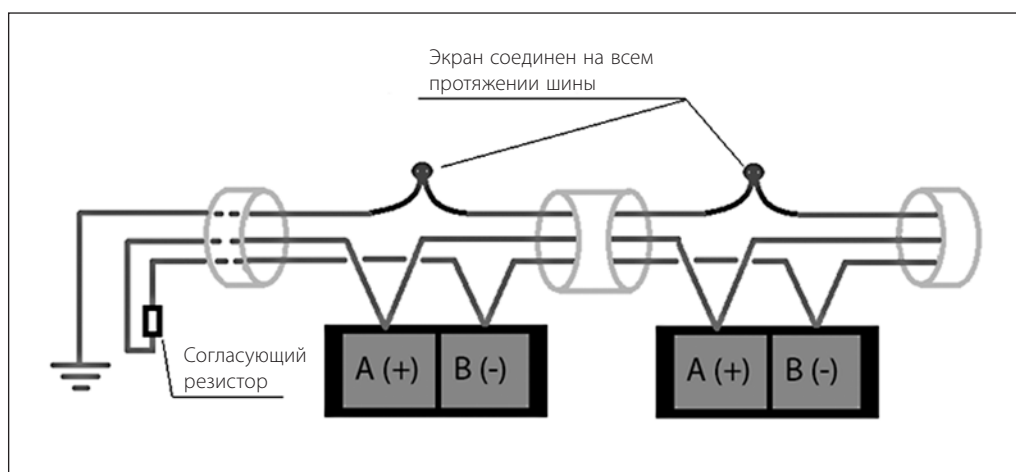 Экран соединен на всем
протяжении шины
Согласующий
резистор
A (+) B (-)
A (+) B (-)